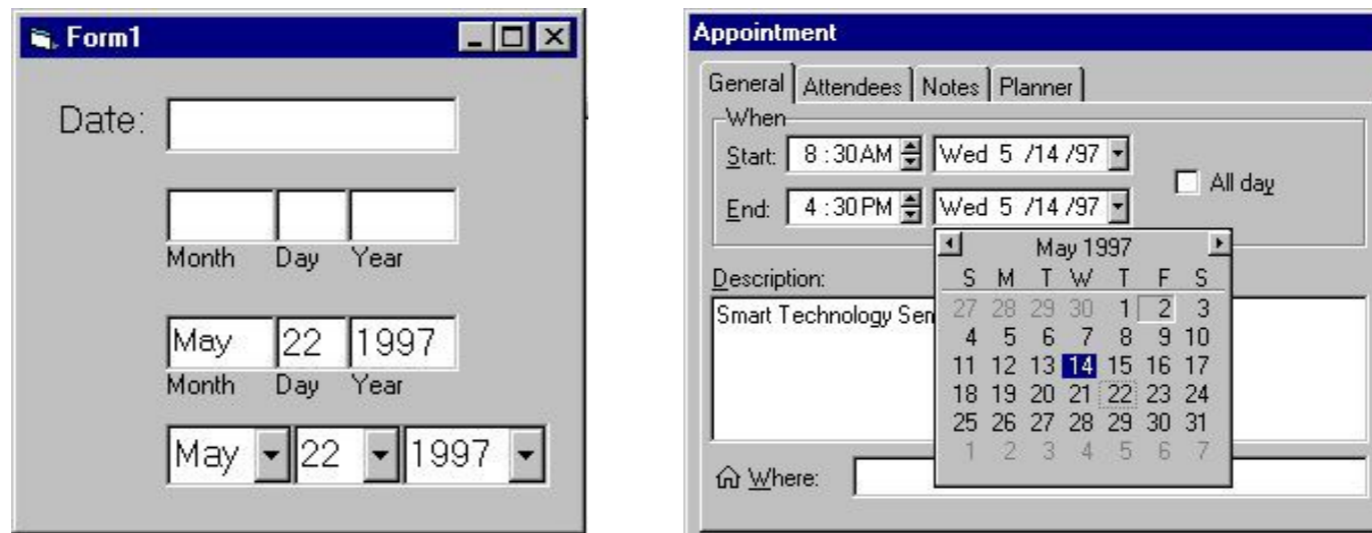 Form1
Date:
Month Day Year
May 22 1997
Month Day Year
May 22 1997
Appointment
General Attendees Notes Planner
When
Start: 8 :30AM Wed 5 /14 /97
All day
End: 4 :30PM Wed 5 /14 /97
May 1997
S M T W T F S
27 28 29 30 1 2 3
4 5 6 7 8 9 10
11 12 13 14 15 16 17
18 19 20 21 22 23 24
25 26 27 28 29 30 31
1 2 3 4 5 6 7
Description:
Smart Technology Sen
Where: